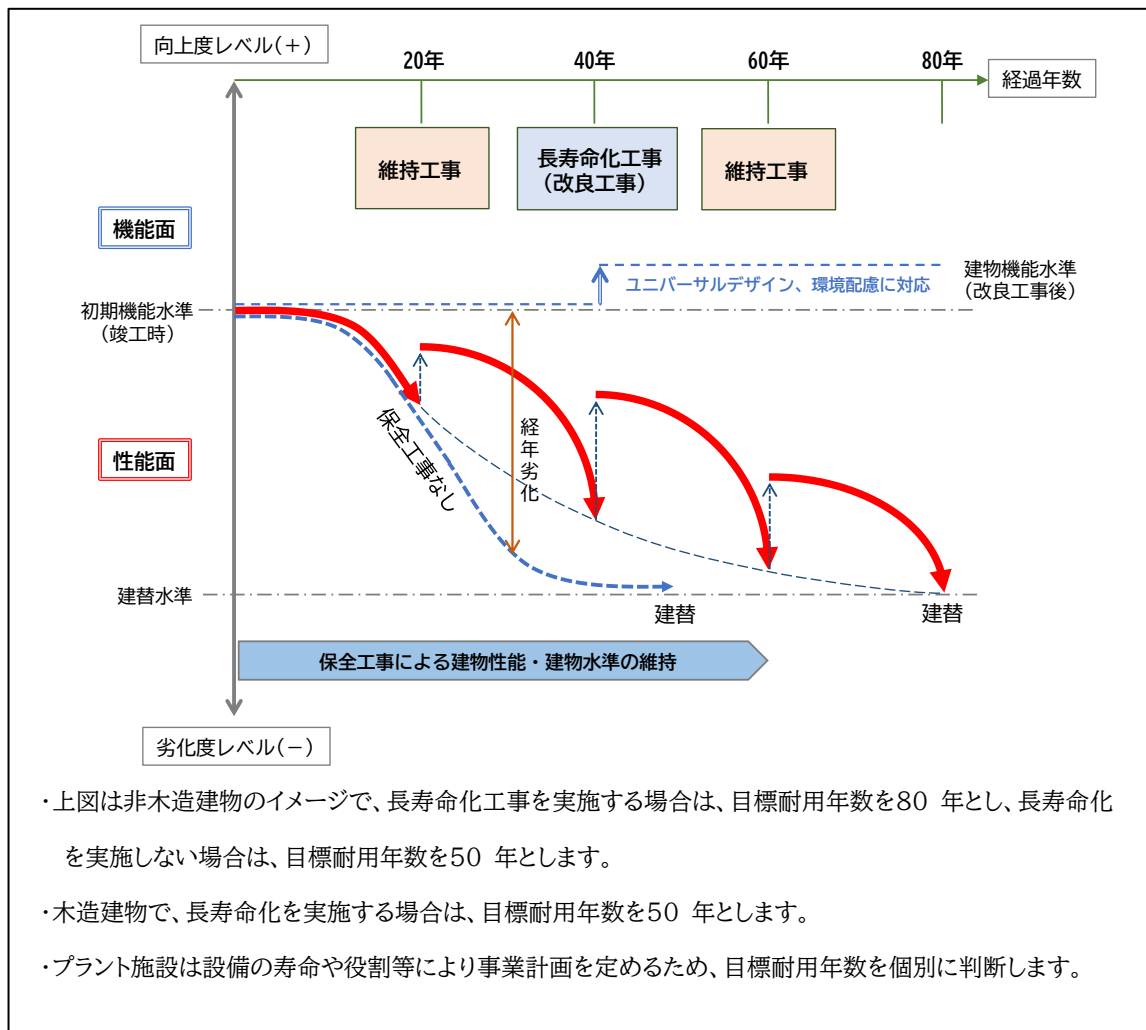 向上度レベル(+)
20年
40年
60年
80年
経過年数
維持工事
長寿命化工事
(改良工事)
維持工事
機能面
ユニバーサルデザイン、環境配慮に対応
建物機能水準
(改良工事後)
初期機能水準
(竣工時)
性能面
保全工事なし
経年劣化
建替水準
建替
建替
保全工事による建物性能・建物水準の維持
劣化度レベル(-)
・上図は非木造建物のイメージで、長寿命化工事を実施する場合は、目標耐用年数を80 年とし、長寿命化
を実施しない場合は、目標耐用年数を50 年とします。
・木造建物で、長寿命化を実施する場合は、目標耐用年数を50 年とします。
・プラント施設は設備の寿命や役割等により事業計画を定めるため、目標耐用年数を個別に判断します。